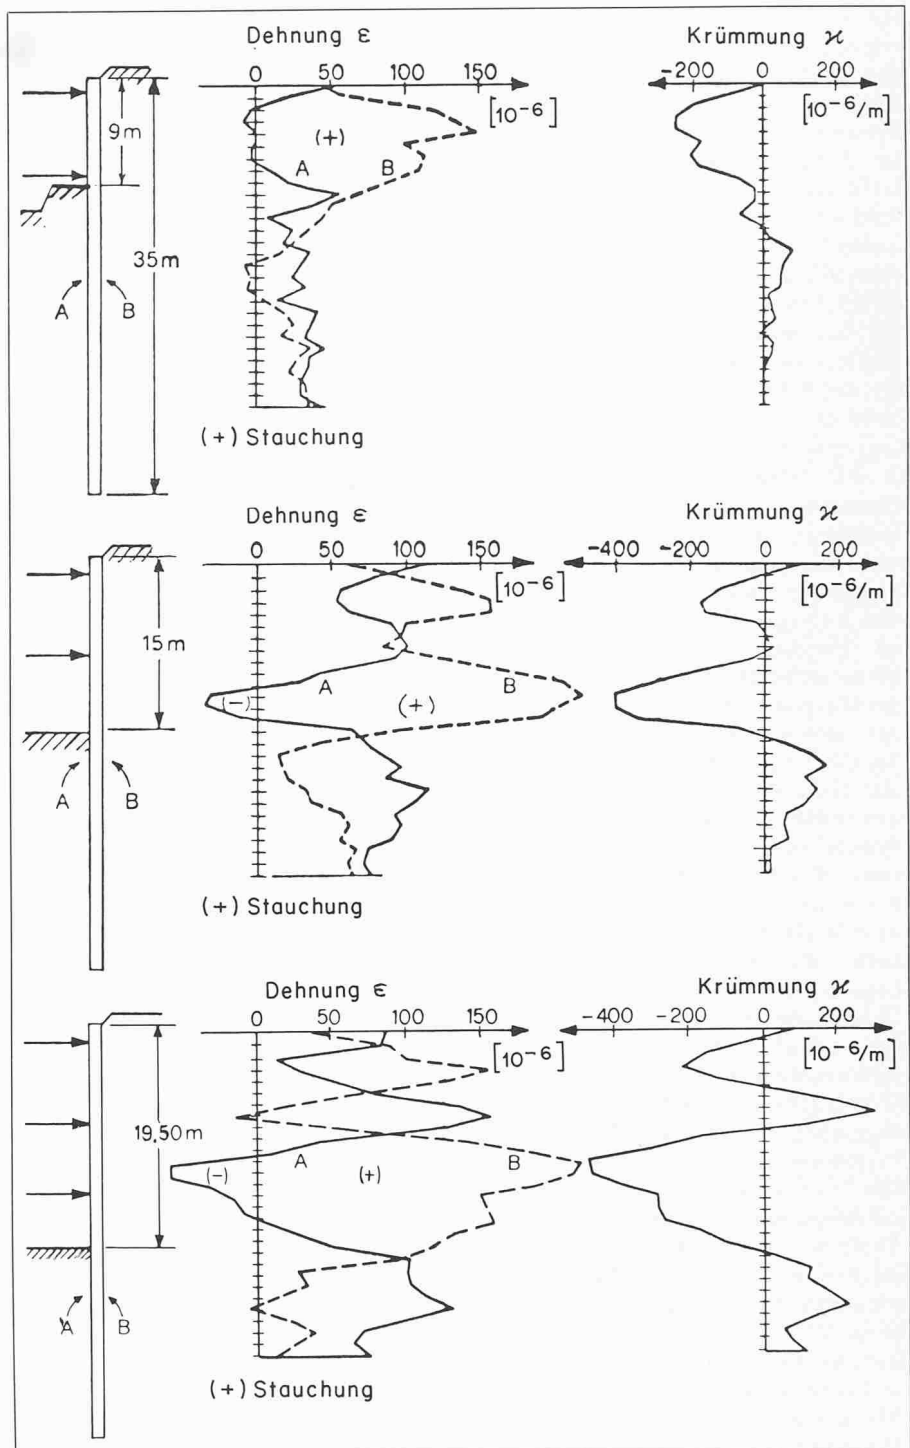 Dehnung ε
Krümmung ϰ
0 50 100 150
[10-6]
-200 0 200
[10-6/m]
9m
35m
(+)
A B
A B
(+) Stauchung
Dehnung ε
Krümmung ϰ
0 50 100 150
[10-6]
-400 -200 0 200
[10-6/m]
15m
A B
(-) (+)
A B
(+) Stauchung
Dehnung ε
Krümmung ϰ
0 50 100 150
[10-6]
-400 -200 0 200
[10-6/m]
19,50m
A B
(-) (+)
A B
(+) Stauchung